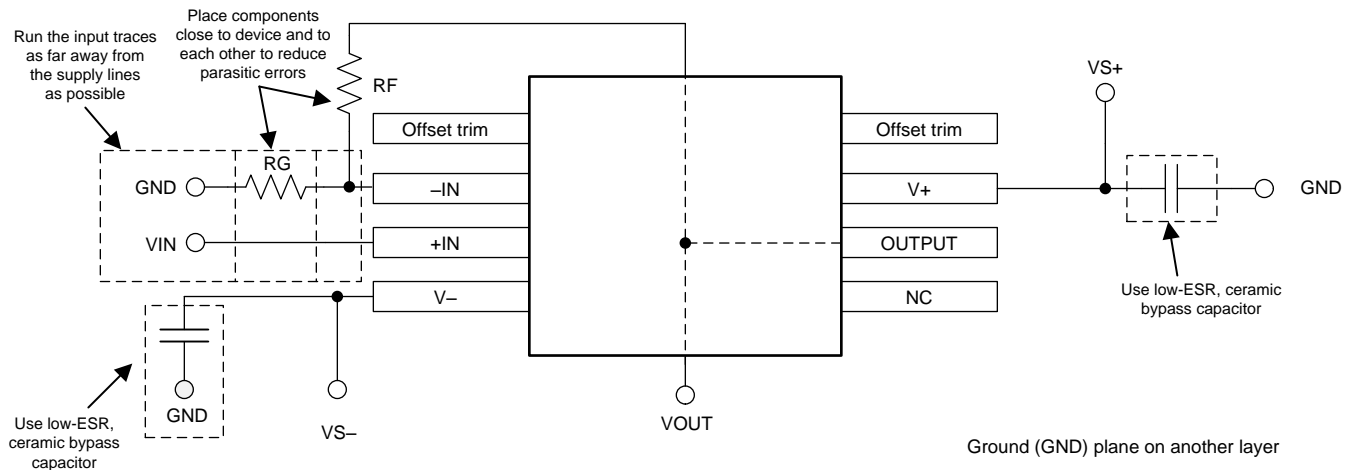 Run the input traces
as far away from
the supply lines
as possible
Place components
close to device and to
each other to reduce
parasitic errors
RF
VS+
Offset trim
Offset trim
RG
GND
–IN
V+
GND
VIN
+IN
OUTPUT
V–
NC
Use low-ESR, ceramic
bypass capacitor
GND
VS–
VOUT
Use low-ESR,
ceramic bypass
capacitor
Ground (GND) plane on another layer